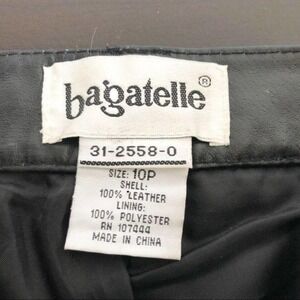 bagatelle®
31-2558-0
SIZE: 10P
SHELL:
100% LEATHER
LINING:
100% POLYESTER
RN 107444
MADE IN CHINA